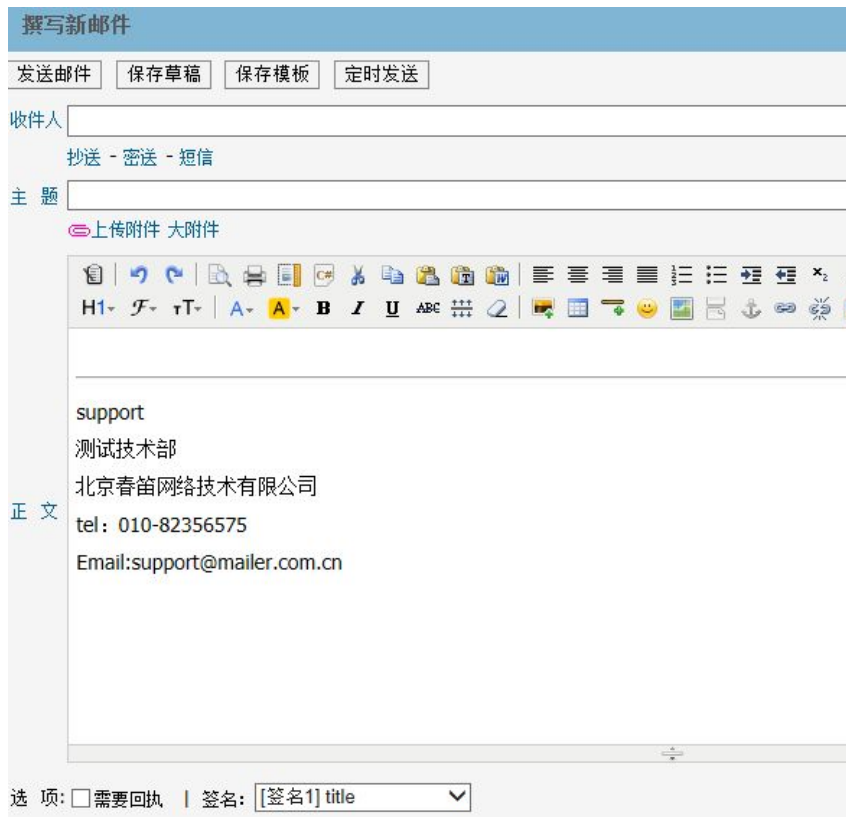 撰写新邮件
发送邮件 保存草稿 保存模板 定时发送
收件人
抄送 - 密送 - 短信
主 题
上传附件 大附件
C# T W x₂
H1 F тT A A B I U ABC
support
测试技术部
北京春笛网络技术有限公司
正 文
tel：010-82356575
Email:support@mailer.com.cn
选 项: 需要回执 | 签名: [签名1] title